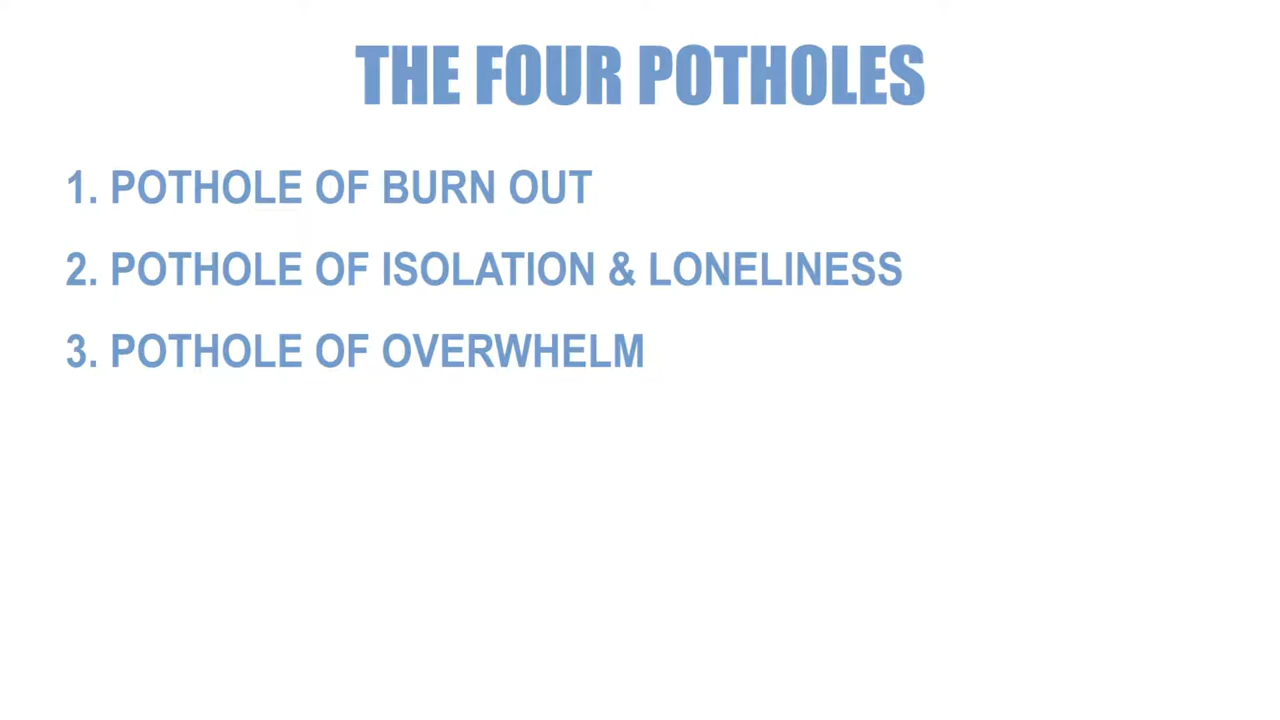 THE FOUR POTHOLES
1. POTHOLE OF BURN OUT
2. POTHOLE OF ISOLATION & LONELINESS
3. POTHOLE OF OVERWHELM